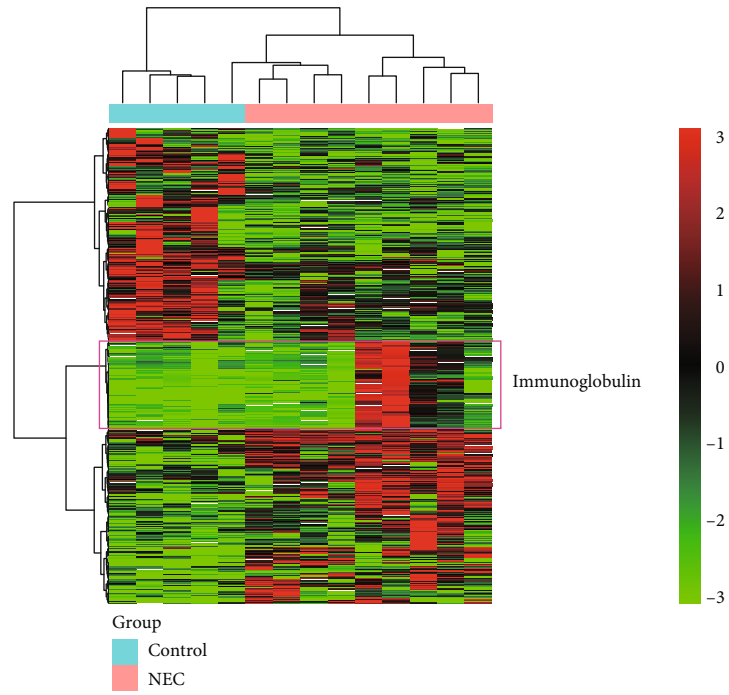 3
2
1
0
–1
–2
–3
Immunoglobulin
Group
Control
NEC